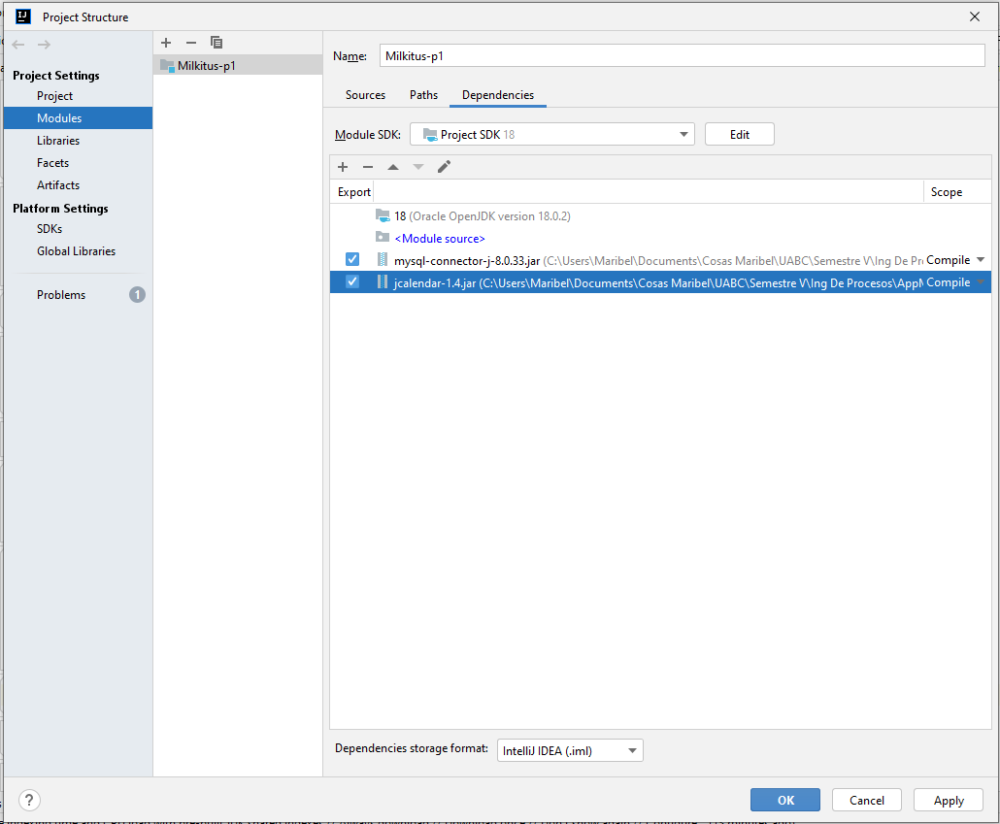 Project Structure
Project Settings
Project
Modules
Libraries
Facets
Artifacts
Platform Settings
SDKs
Global Libraries
Problems
1
Milkitus-p1
Name:
Milkitus-p1
Sources
Paths
Dependencies
Module SDK:
Project SDK 18
Edit
Export
Scope
18 (Oracle OpenJDK version 18.0.2)
<Module source>
mysql-connector-j-8.0.33.jar (C:\Users\Maribel\Documents\Cosas Maribel\UABC\Semestre V\Ing De Pr
Compile
jcalendar-1.4.jar (C:\Users\Maribel\Documents\Cosas Maribel\UABC\Semestre V\Ing De Procesos\App
Compile
Dependencies storage format:
IntelliJ IDEA (.iml)
?
OK
Cancel
Apply